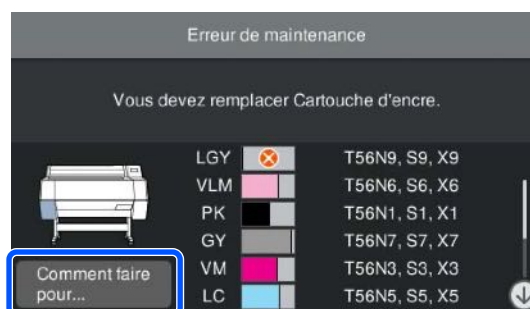 Erreur de maintenance
Vous devez remplacer Cartouche d'encre.
LGY T56N9, S9, X9
VLM T56N6, S6, X6
PK T56N1, S1, X1
GY T56N7, S7, X7
VM T56N3, S3, X3
LC T56N5, S5, X5
Comment faire
pour...